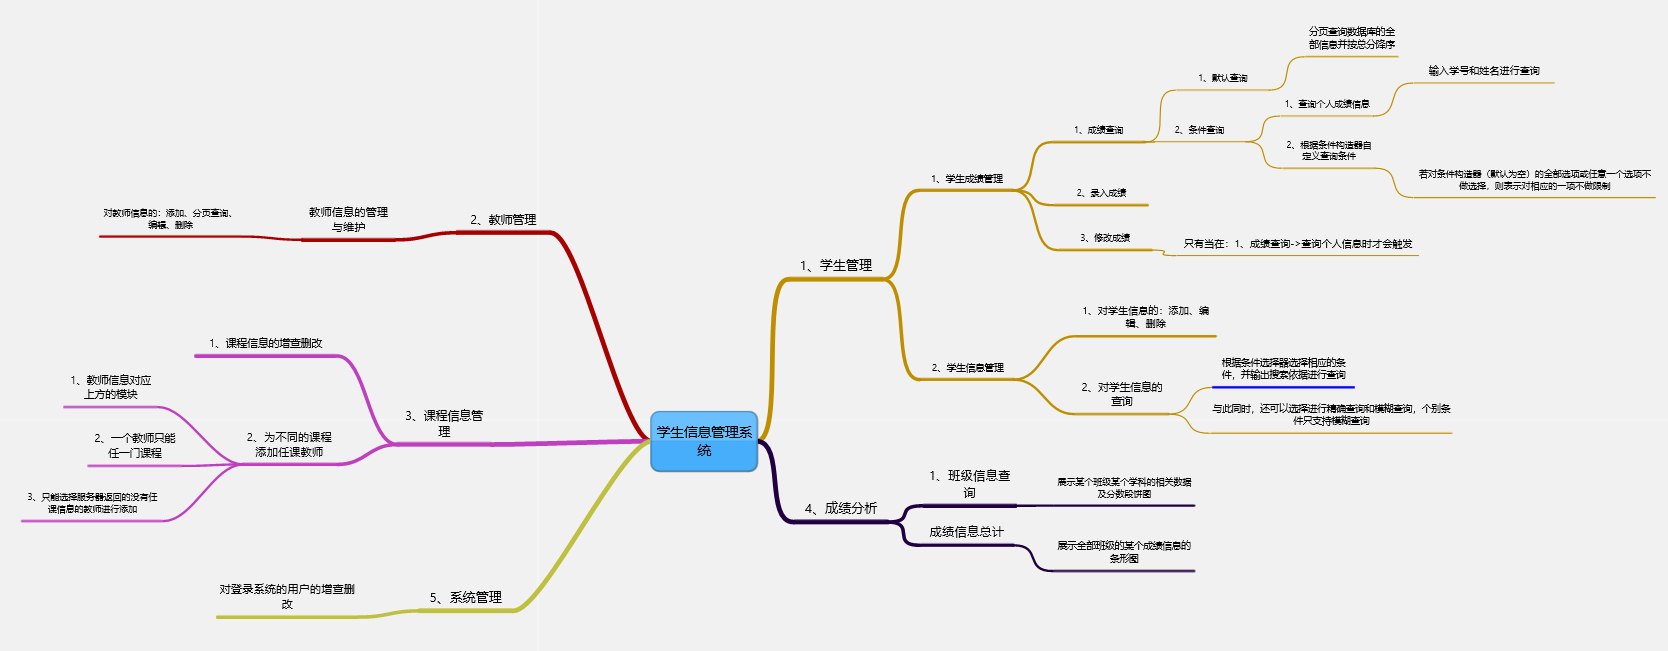 学生信息管理系
统
1、学生管理
1、学生成绩管理
1、成绩查询
1、默认查询
分页查询数据库的全
部信息并按总分降序
2、条件查询
1、查询个人成绩信息
输入学号和姓名进行查询
2、根据条件构造器自
定义查询条件
若对条件构造器（默认为空）的全部选项或任意一个选项不
做选择，则表示对相应的一项不做限制
2、录入成绩
3、修改成绩
只有当在：1、成绩查询->查询个人信息时才会触发
2、学生信息管理
1、对学生信息的：添加、编
辑、删除
2、对学生信息的
查询
根据条件选择器选择相应的条
件，并输出搜索依据进行查询
与此同时，还可以选择进行精确查询和模糊查询，个别条
件只支持模糊查询
2、教师管理
教师信息的管理
与维护
对教师信息的：添加、分页查询、
编辑、删除
3、课程信息管
理
1、课程信息的增查删改
2、为不同的课程
添加任课教师
1、教师信息对应
上方的模块
2、一个教师只能
任一门课程
3、只能选择服务器返回的没有任
课信息的教师进行添加
4、成绩分析
1、班级信息查
询
展示某个班级某个学科的相关数据
及分数段饼图
成绩信息总计
展示全部班级的某个成绩信息的
条形图
5、系统管理
对登录系统的用户的增查删
改